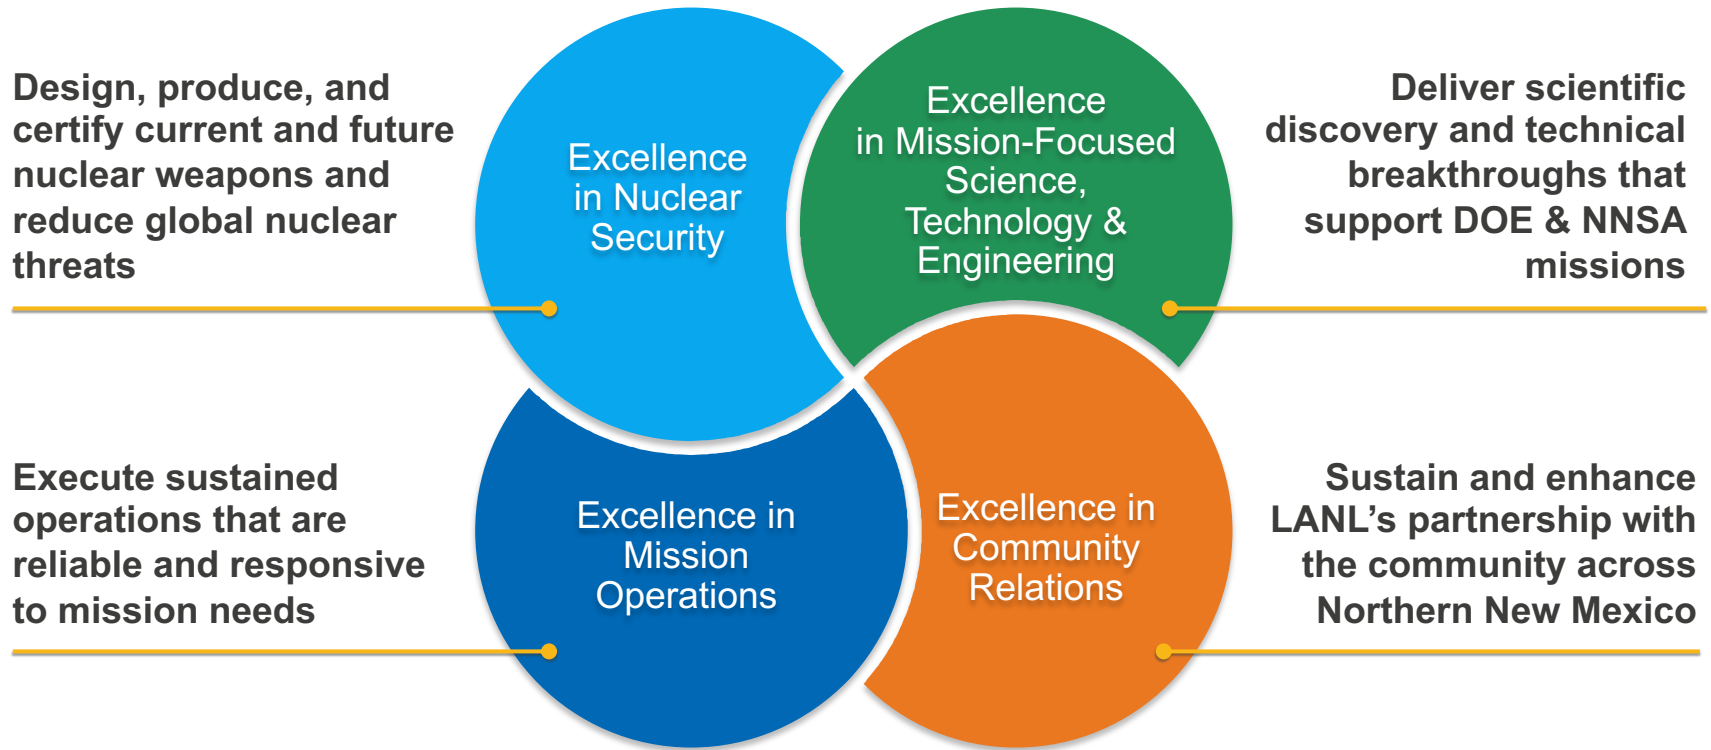 Design, produce, and
certify current and future
nuclear weapons and
reduce global nuclear
threats
Excellence
in Nuclear
Security
Excellence
in Mission-Focused
Science,
Technology &
Engineering
Deliver scientific
discovery and technical
breakthroughs that
support DOE & NNSA
missions
Execute sustained
operations that are
reliable and responsive
to mission needs
Excellence in
Mission
Operations
Excellence in
Community
Relations
Sustain and enhance
LANL’s partnership with
the community across
Northern New Mexico